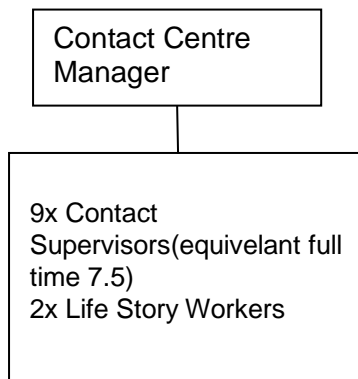 Contact Centre
Manager
9x Contact
Supervisors(equivelant full
time 7.5)
2x Life Story Workers